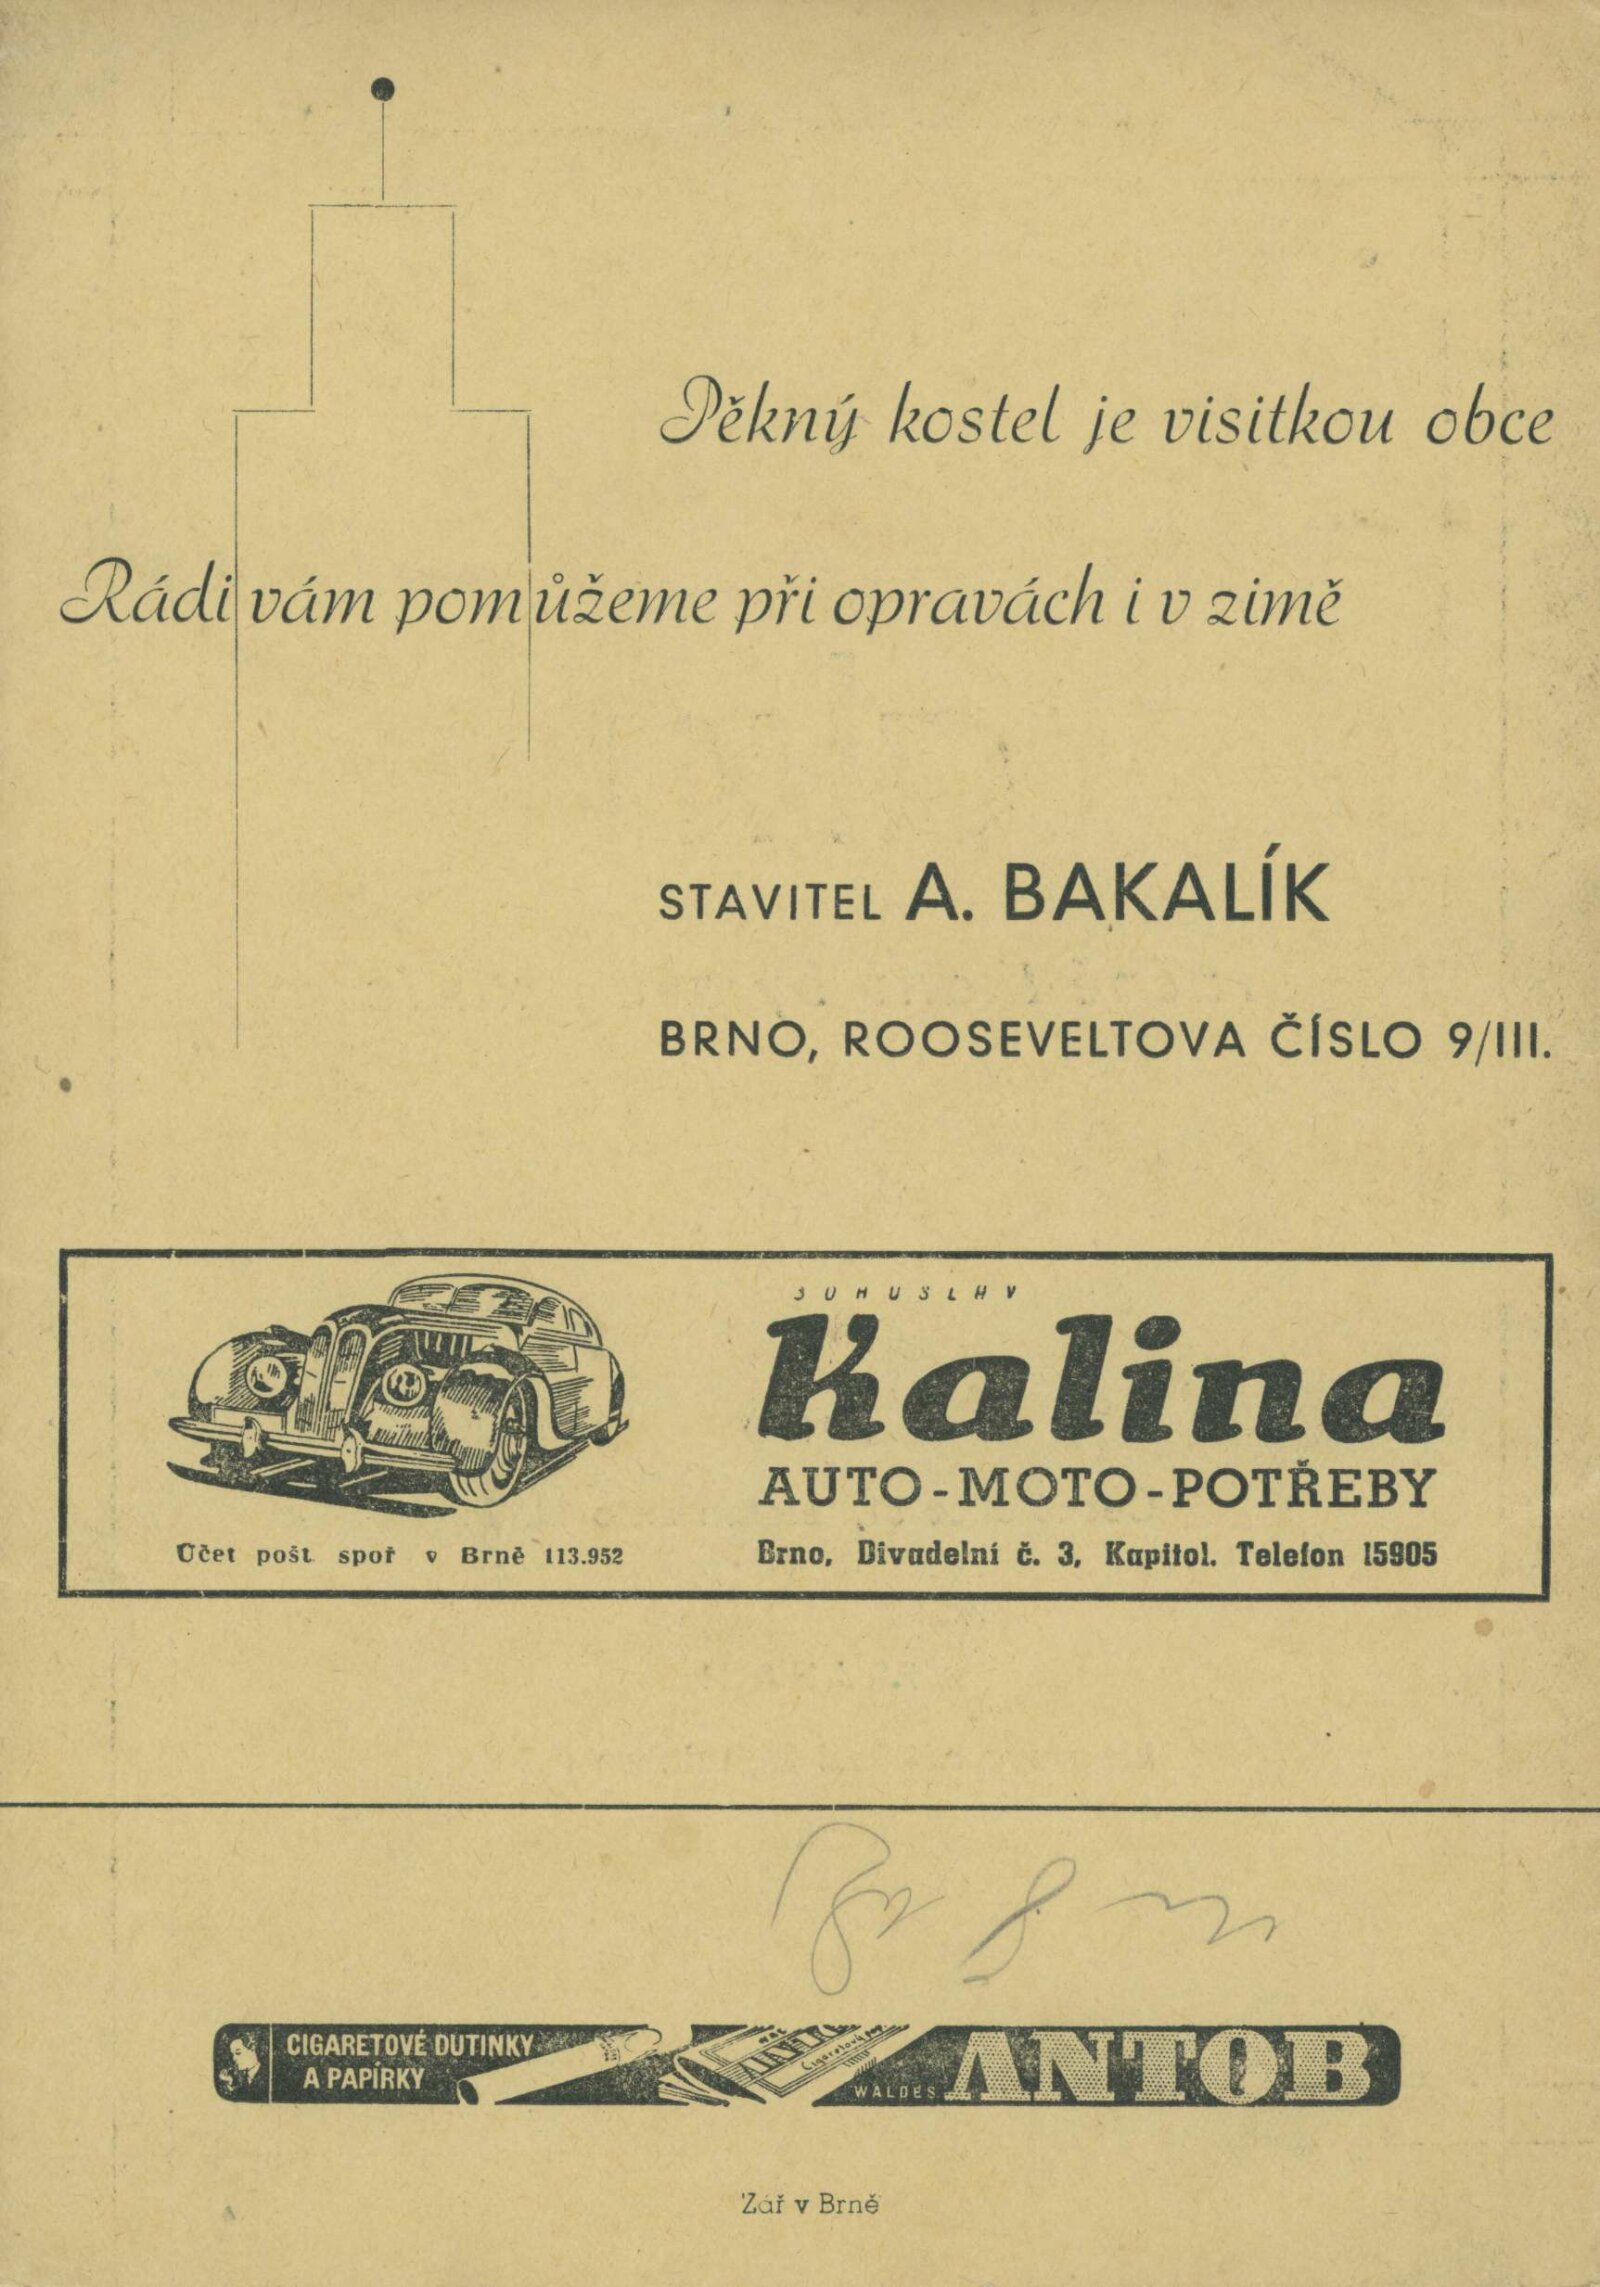 Pěkný kostel je visitkou obce
Rádi vám pomůžeme při opravách i v zimě
STAVITEL A. BAKALÍK
BRNO, ROOSEVELTOVA ČÍSLO 9/III.
BOHUSLAV
Kalina
AUTO-MOTO-POTŘEBY
Účet pošt spoř v Brně 113.952
Brno, Divadelní č. 3, Kapitol. Telefon 15905
CIGARETOVÉ DUTINKY
A PAPÍRKY
WALDES
ANTOB
Zář v Brně